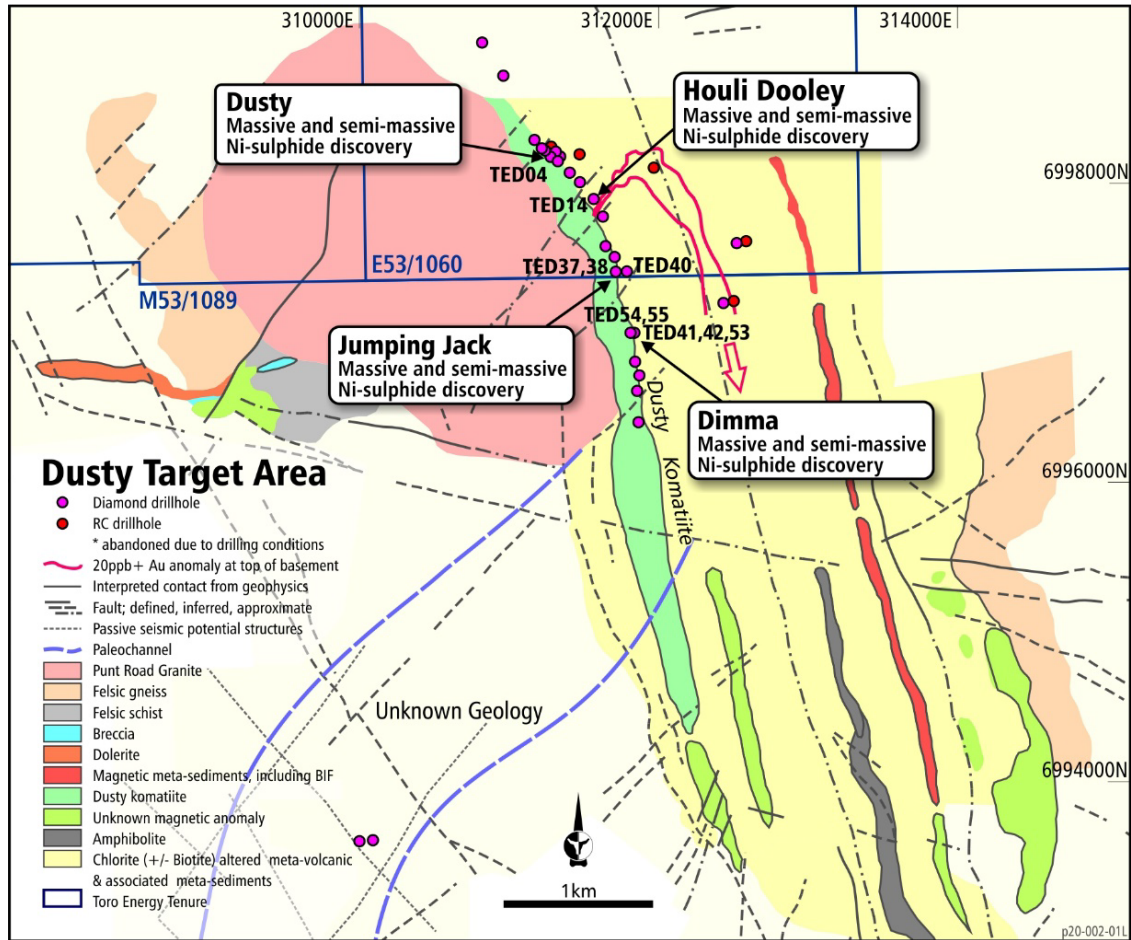 310000E
312000E
314000E
Dusty
Massive and semi-massive
Ni-sulphide discovery
Houli Dooley
Massive and semi-massive
Ni-sulphide discovery
TED04
6998000N
TED14
E53/1060
TED37,38
TED40
M53/1089
TED54,55
TED41,42,53
Jumping Jack
Massive and semi-massive
Ni-sulphide discovery
Dusty Komatiite
Dimma
Massive and semi-massive
Ni-sulphide discovery
6996000N
Dusty Target Area
Diamond drillhole
RC drillhole
* abandoned due to drilling conditions
20ppb+ Au anomaly at top of basement
Interpreted contact from geophysics
Fault; defined, inferred, approximate
Passive seismic potential structures
Paleochannel
Punt Road Granite
Felsic gneiss
Felsic schist
Breccia
Dolerite
Magnetic meta-sediments, including BIF
Dusty komatiite
Unknown magnetic anomaly
Amphibolite
Chlorite (+/- Biotite) altered meta-volcanic
& associated meta-sediments
Toro Energy Tenure
Unknown Geology
6994000N
1km
p20-002-01L